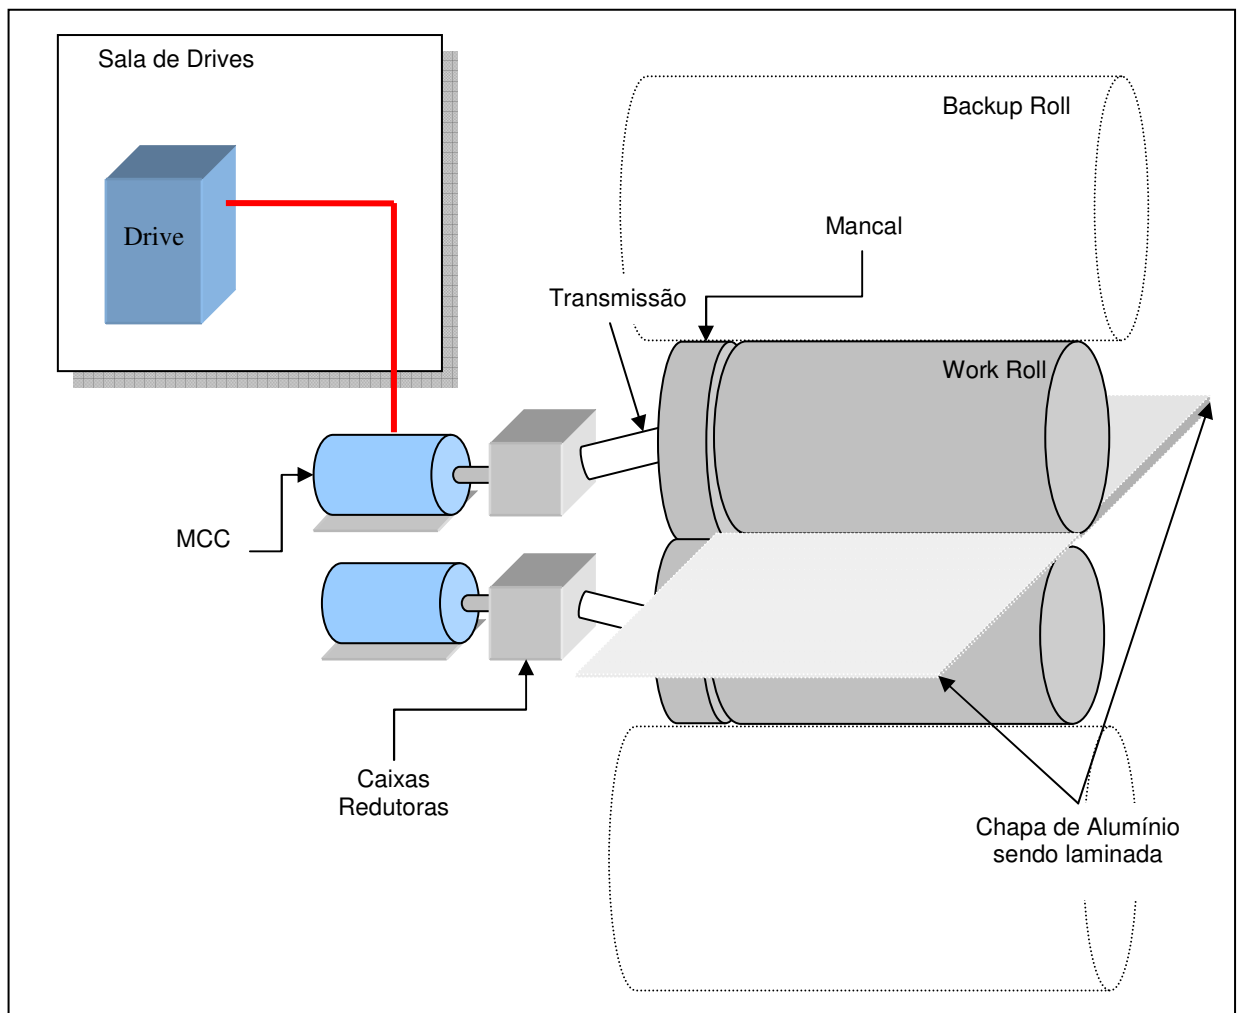 Sala de Drives
Backup Roll
Drive
Mancal
Transmissão
Work Roll
MCC
Caixas
Redutoras
Chapa de Alumínio
sendo laminada